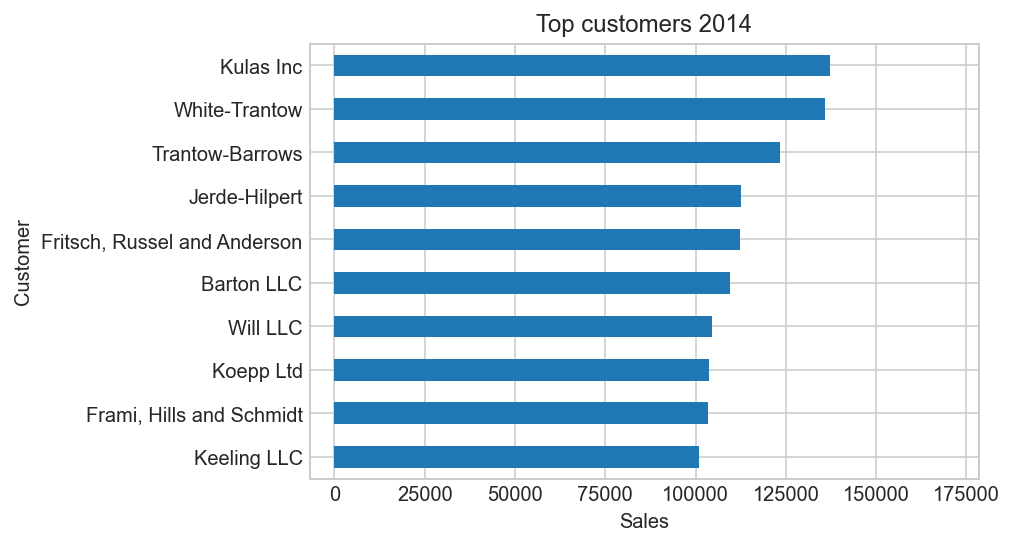 Top customers 2014
Customer
Kulas Inc
White-Trantow
Trantow-Barrows
Jerde-Hilpert
Fritsch, Russel and Anderson
Barton LLC
Will LLC
Koepp Ltd
Frami, Hills and Schmidt
Keeling LLC
0 25000 50000 75000 100000 125000 150000 175000
Sales